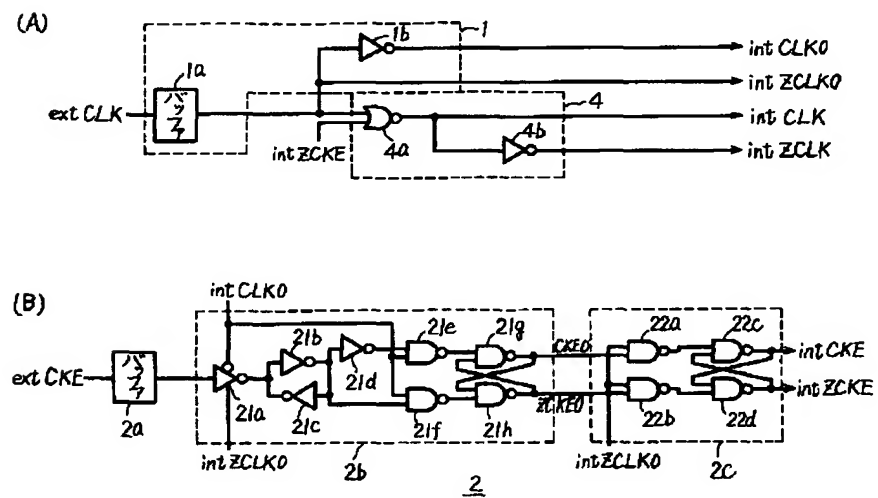 (A)
1a
バッファ
ext CLK
1b
1
int CLK0
int ZCLK0
4
int CLK
4a
4b
int ZCKE
int ZCLK
(B)
int CLK0
ext CKE
バッファ
2a
21a
21b
21c
21d
21e
21f
21g
21h
CKE0
ZCKE0
int ZCLK0
2b
22a
22b
22c
22d
int CKE
int ZCKE
int ZCLK0
2c
2